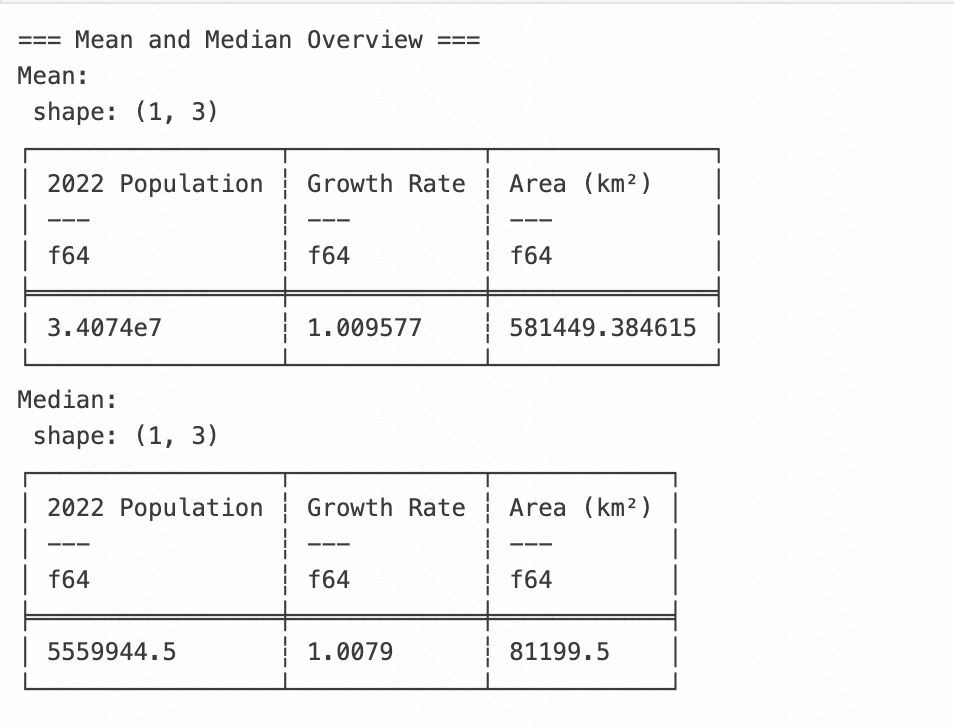 === Mean and Median Overview ===
Mean:
shape: (1, 3)
2022 Population Growth Rate Area (km²)
--- --- ---
f64 f64 f64
3.4074e7 1.009577 581449.384615
Median:
shape: (1, 3)
2022 Population Growth Rate Area (km²)
--- --- ---
f64 f64 f64
5559944.5 1.0079 81199.5